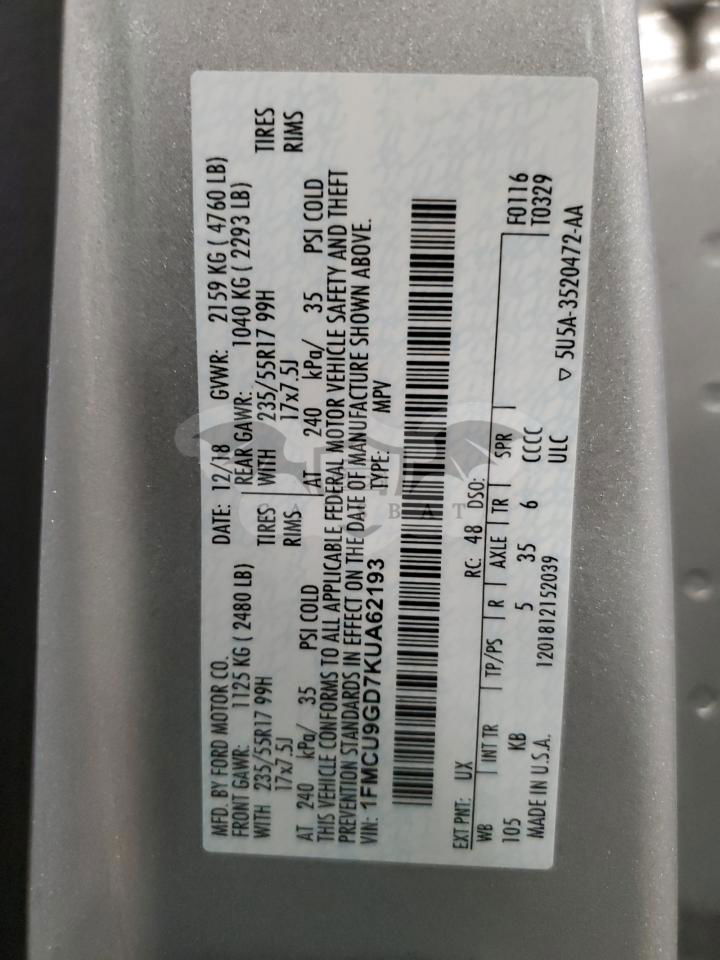 MFD. BY FORD MOTOR CO. DATE: 12/18 GVWR: 2159 KG ( 4760 LB)
FRONT GAWR: 1125 KG ( 2480 LB) REAR GAWR: 1040 KG ( 2293 LB)
WITH 235/55R17 99H TIRES WITH 235/55R17 99H TIRES
17x7.5J RIMS 17x7.5J RIMS
AT 240 kPa/ 35 PSI COLD AT 240 kPa/ 35 PSI COLD
THIS VEHICLE CONFORMS TO ALL APPLICABLE FEDERAL MOTOR VEHICLE SAFETY AND THEFT
PREVENTION STANDARDS IN EFFECT ON THE DATE OF MANUFACTURE SHOWN ABOVE.
VIN: 1FMCU9GD7KUA62193 TYPE: MPV
EXT PNT: UX RC: 48 DSO:
WB INT TR TP/PS R AXLE TR SPR F0116
105 KB 5 35 6 CCCC T0329
MADE IN U.S.A. 1201812152039 ULC
▽ 5U5A-3520472-AA